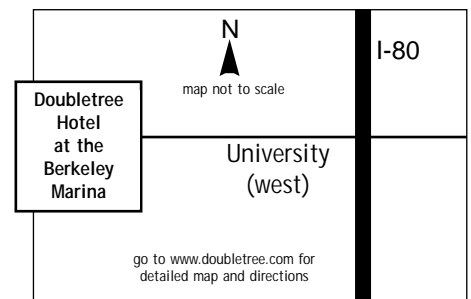 N
I-80
map not to scale
Doubletree
Hotel
at the
Berkeley
Marina
University
(west)
go to www.doubletree.com for
detailed map and directions